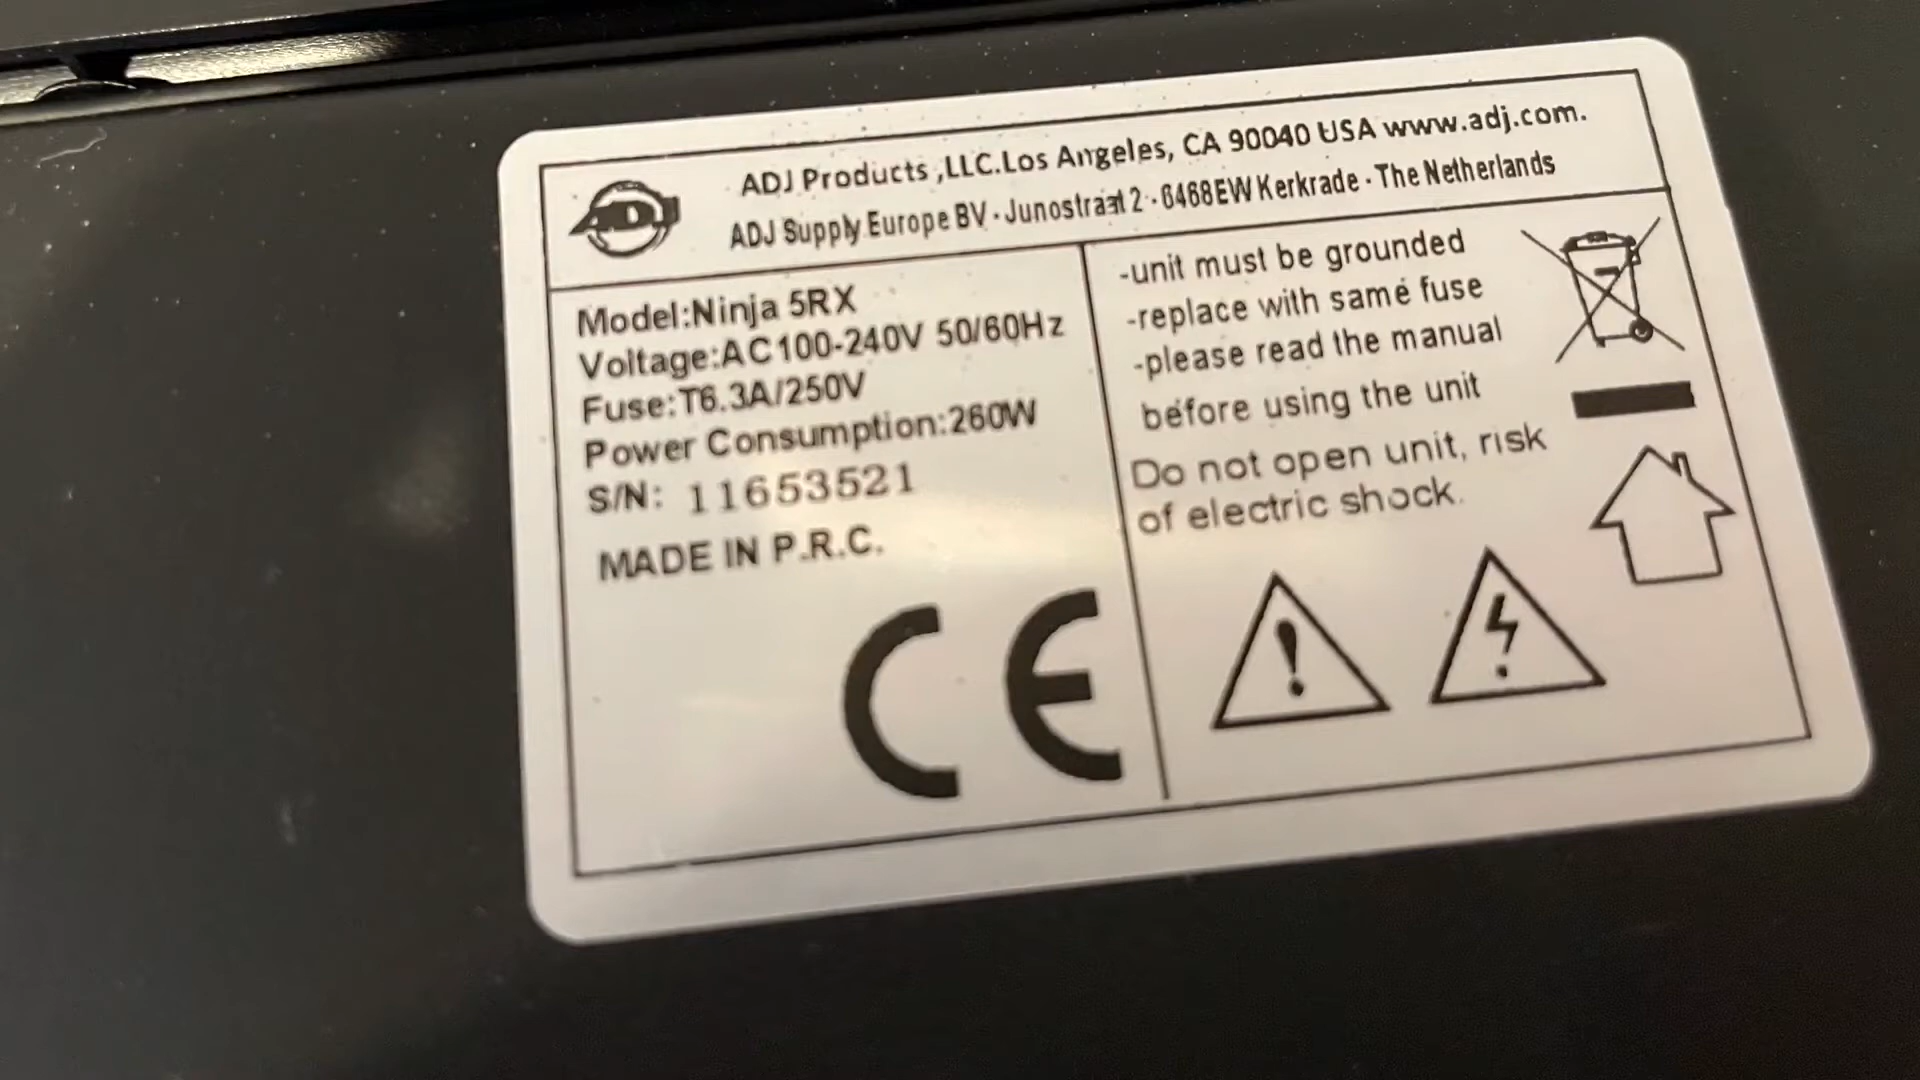 ADJ Products ,LLC.Los Angeles, CA 90040 USA www.adj.com.
ADJ Supply Europe BV · Junostraat 2 · 6468EW Kerkrade · The Netherlands
ADJ
Model:Ninja 5RX
Voltage:AC100-240V 50/60Hz
Fuse:T6.3A/250V
Power Consumption:260W
S/N: 11653521
MADE IN P.R.C.
CE
-unit must be grounded
-replace with same fuse
-please read the manual
before using the unit
Do not open unit, risk
of electric shock.